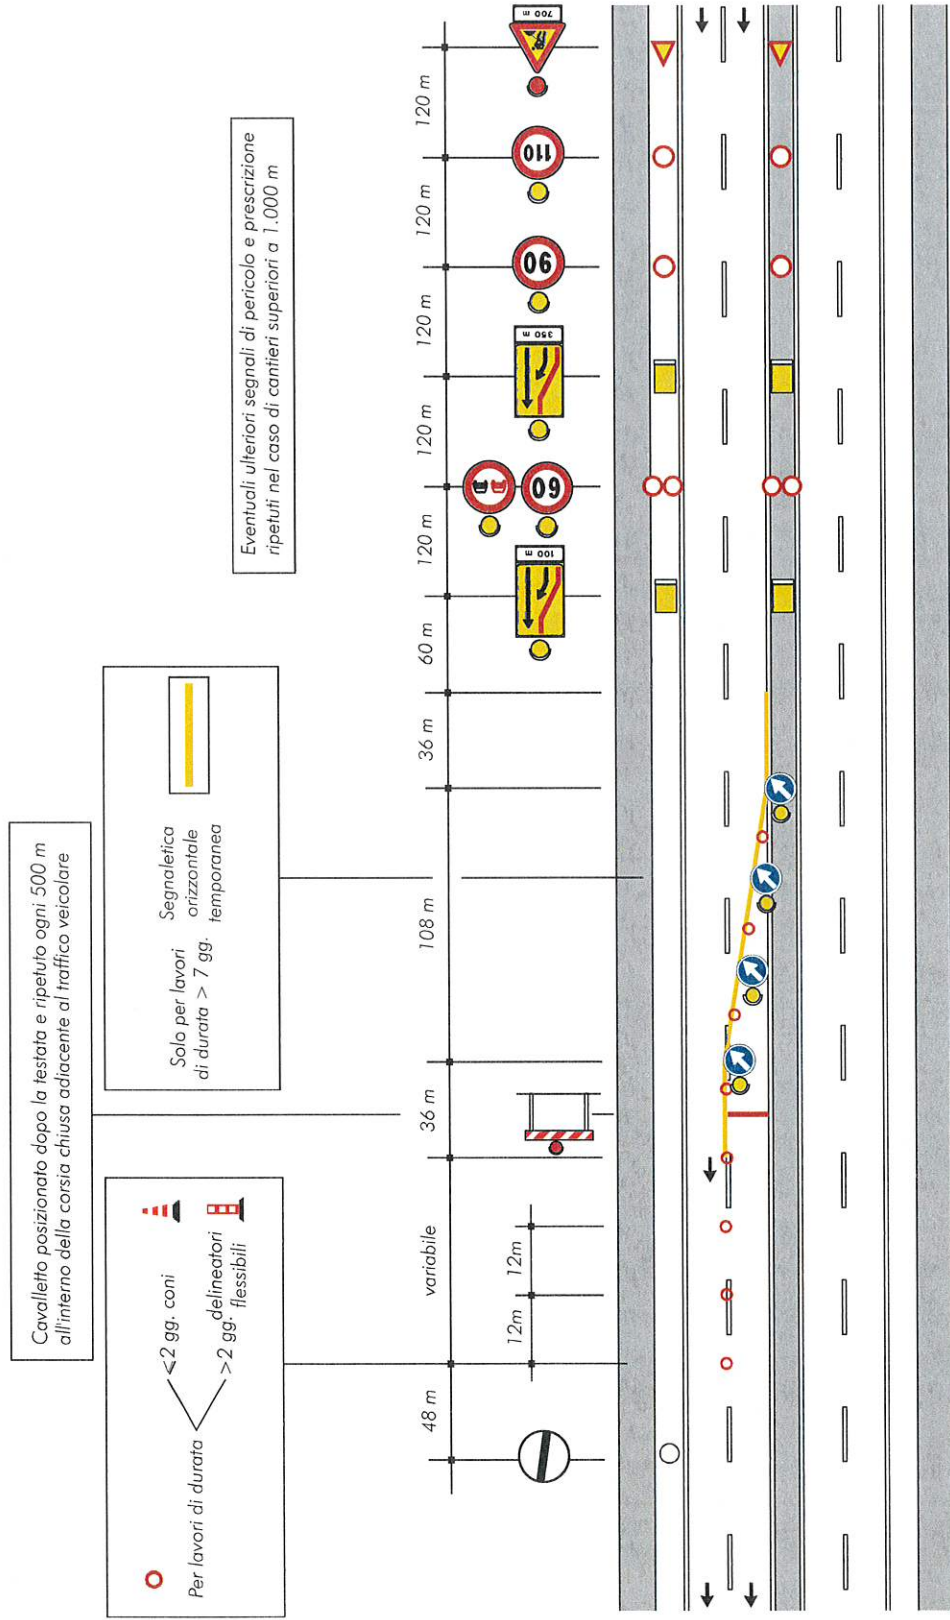 Cavalletto posizionato dopo la testata e ripetuto ogni 500 m
all'interno della corsia chiusa adiacente al traffico veicolare
Per lavori di durata
<2 gg. coni
>2 gg. delineatori
flessibili
Solo per lavori
di durata > 7 gg.
Segnaletica
orizzontale
temporanea
Eventuali ulteriori segnali di pericolo e prescrizione
ripetuti nel caso di cantieri superiori a 1.000 m
48 m
variabile
36 m
108 m
36 m
60 m
120 m
120 m
120 m
120 m
120 m
12m
12m
100 m
60
350 m
90
110
700 m